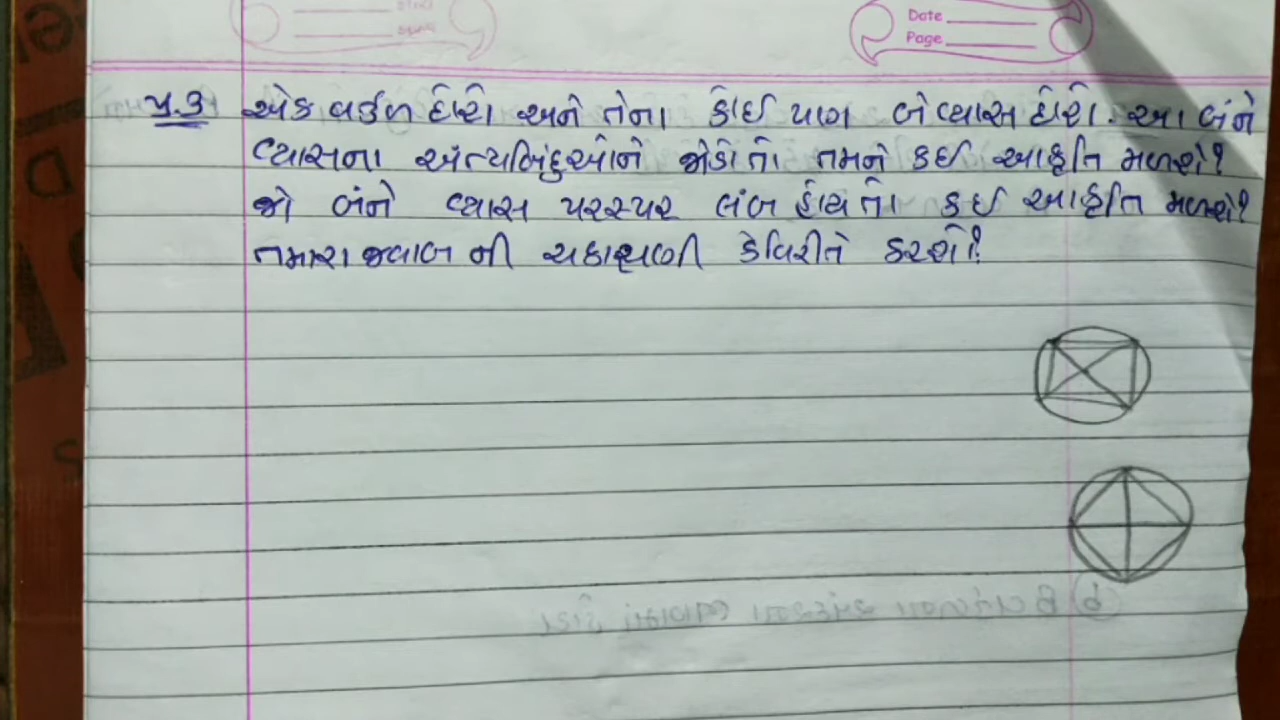 Date
Page
પ્ર.3 એક વર્તુળ દોરો અને તેના કોઈ પણ બે વ્યાસ દોરો. આ બંને
વ્યાસના અંત્યબિંદુઓને જોડો તો તમને કઈ આકૃતિ મળશે?
જો બંને વ્યાસ પરસ્પર લંબ હોય તો કઈ આકૃતિ મળશે?
તમારા જવાબ ની ચકાસણી કેવિરીતે કરશો?